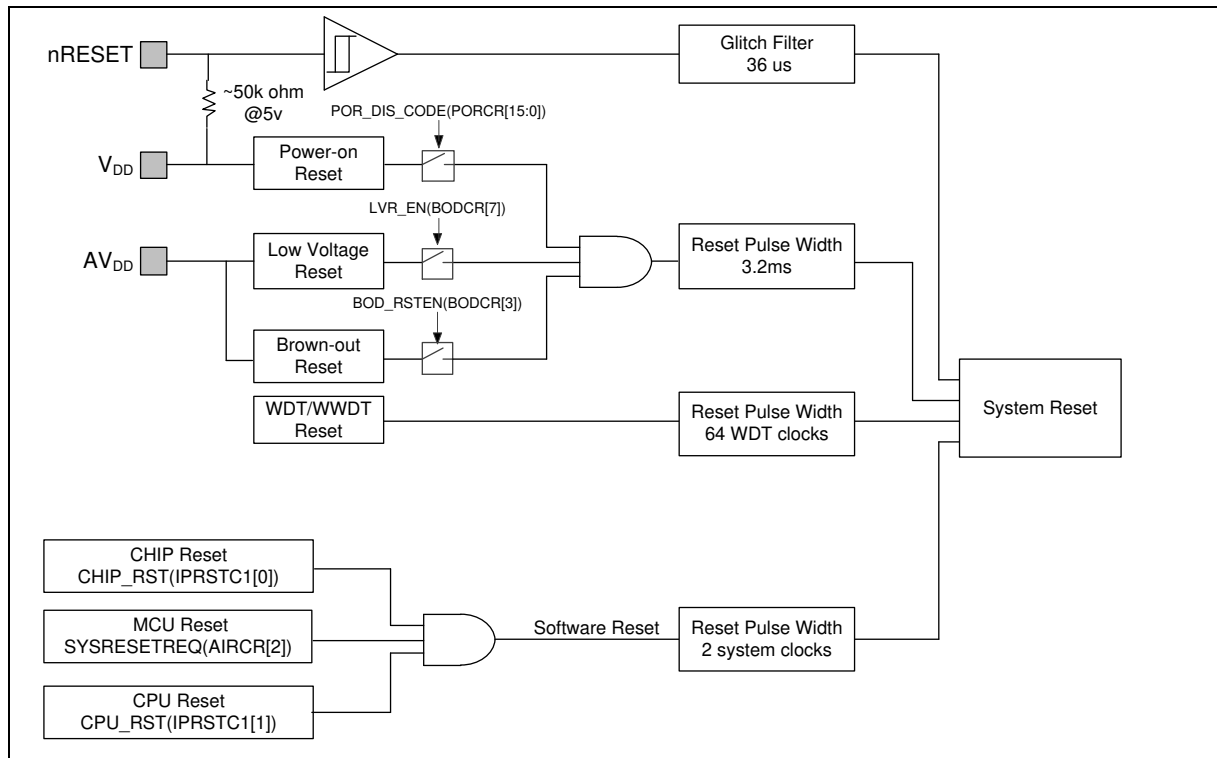 nRESET
Glitch Filter
36 us
~50k ohm
@5v
POR_DIS_CODE(PORCR[15:0])
VDD
Power-on
Reset
LVR_EN(BODCR[7])
AVDD
Low Voltage
Reset
Reset Pulse Width
3.2ms
BOD_RSTEN(BODCR[3])
Brown-out
Reset
System Reset
WDT/WWDT
Reset
Reset Pulse Width
64 WDT clocks
CHIP Reset
CHIP_RST(IPRSTC1[0])
MCU Reset
SYSRESETREQ(AIRCR[2])
Software Reset
Reset Pulse Width
2 system clocks
CPU Reset
CPU_RST(IPRSTC1[1])